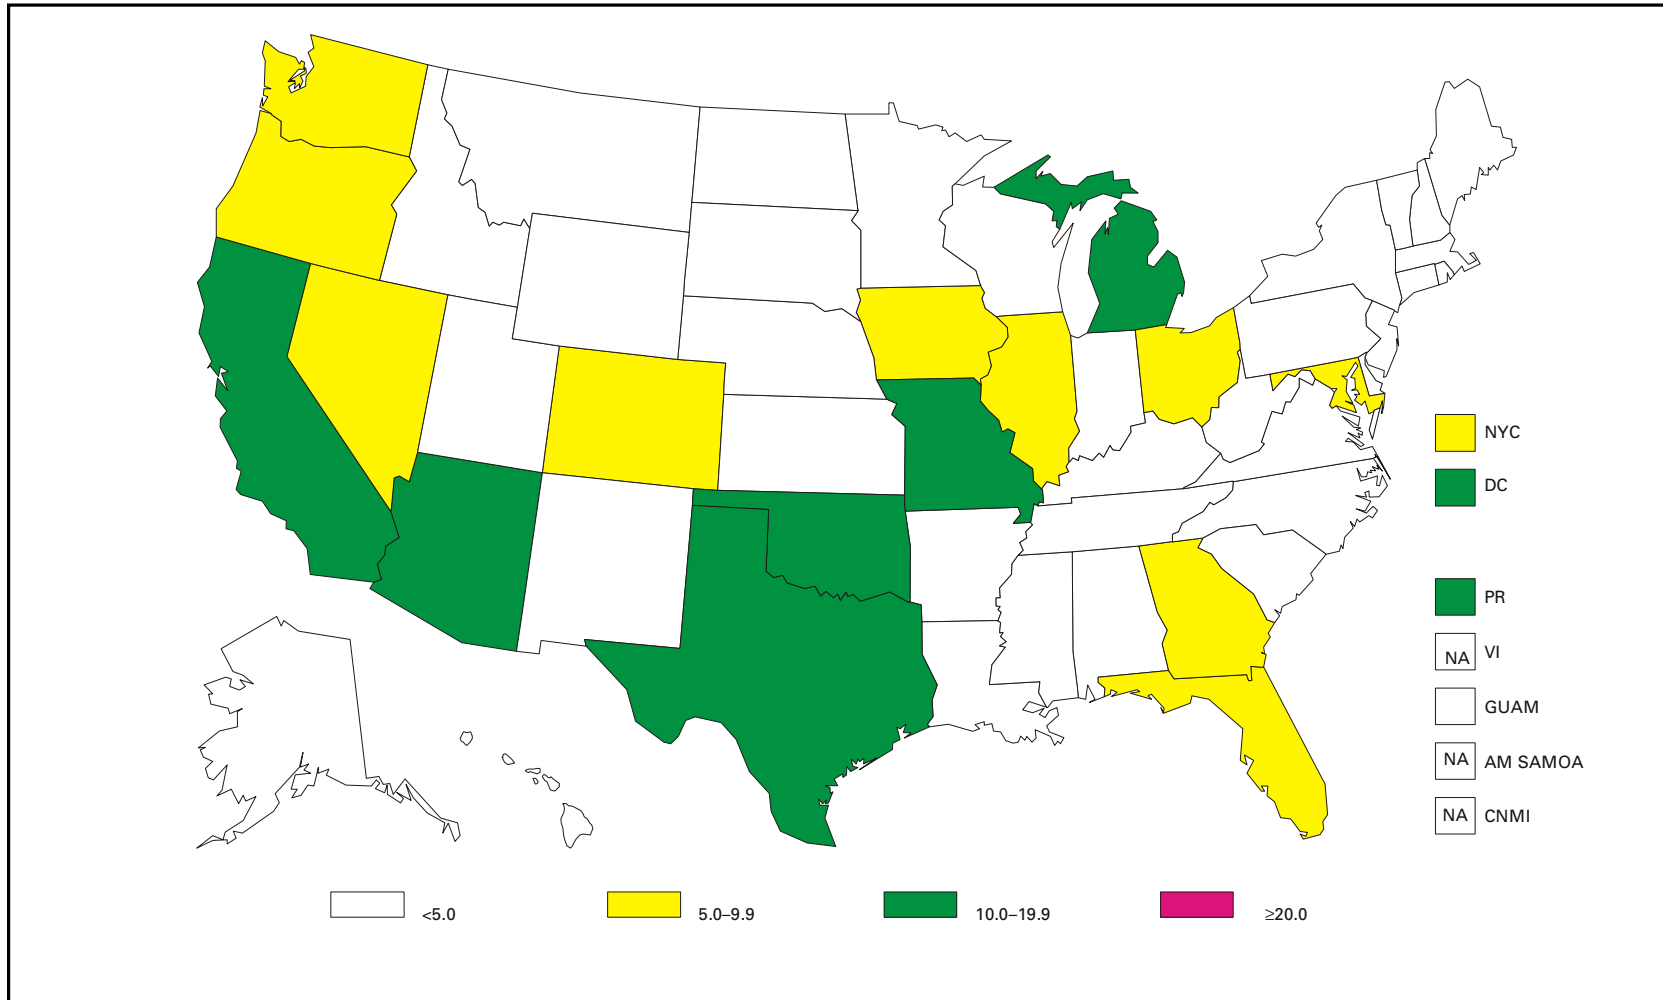 NYC
DC
PR
NA VI
GUAM
NA AM SAMOA
NA CNMI
<5.0 5.0–9.9 10.0–19.9 ≥20.0